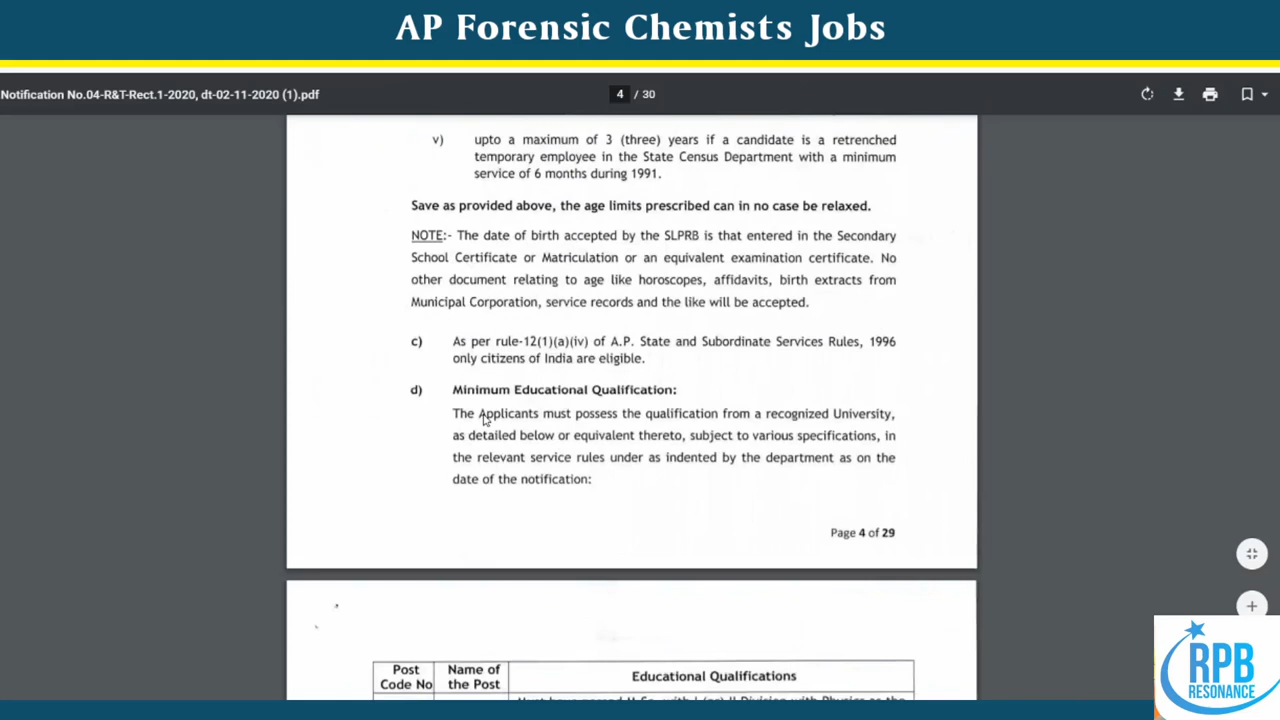 AP Forensic Chemists Jobs
Notification No.04-R&T-Rect.1-2020, dt-02-11-2020 (1).pdf
4 / 30
v) upto a maximum of 3 (three) years if a candidate is a retrenched
temporary employee in the State Census Department with a minimum
service of 6 months during 1991.
Save as provided above, the age limits prescribed can in no case be relaxed.
NOTE:- The date of birth accepted by the SLPRB is that entered in the Secondary
School Certificate or Matriculation or an equivalent examination certificate. No
other document relating to age like horoscopes, affidavits, birth extracts from
Municipal Corporation, service records and the like will be accepted.
c) As per rule-12(1)(a)(iv) of A.P. State and Subordinate Services Rules, 1996
only citizens of India are eligible.
d) Minimum Educational Qualification:
The Applicants must possess the qualification from a recognized University,
as detailed below or equivalent thereto, subject to various specifications, in
the relevant service rules under as indented by the department as on the
date of the notification:
Page 4 of 29
Post
Code No
Name of
the Post
Educational Qualifications
RPB
RESONANCE